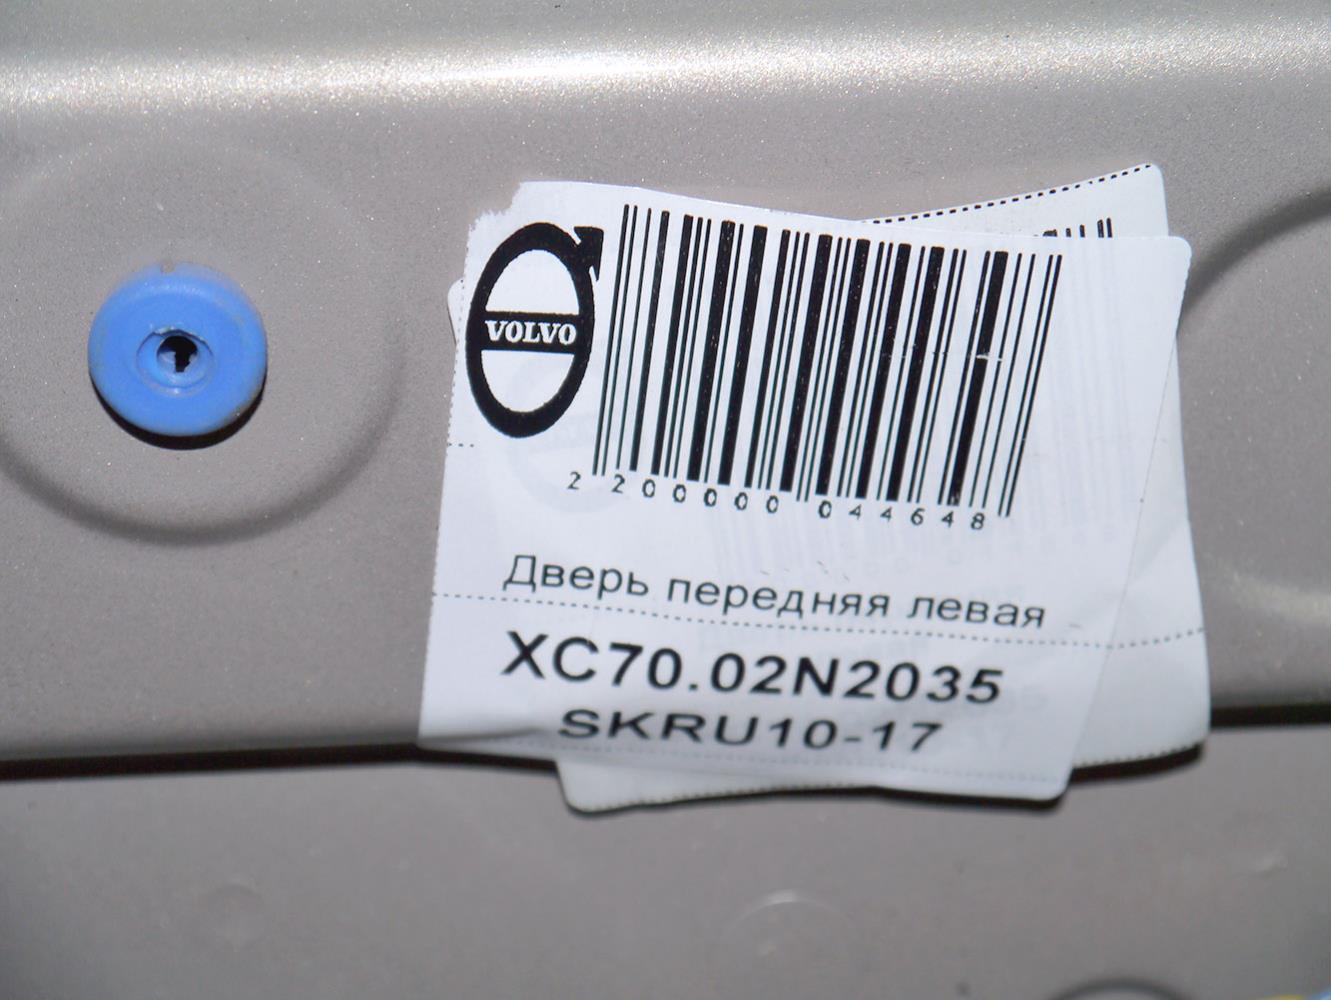 VOLVO
2 200000 044648
Дверь передняя левая
XC70.02N2035
SKRU10-17